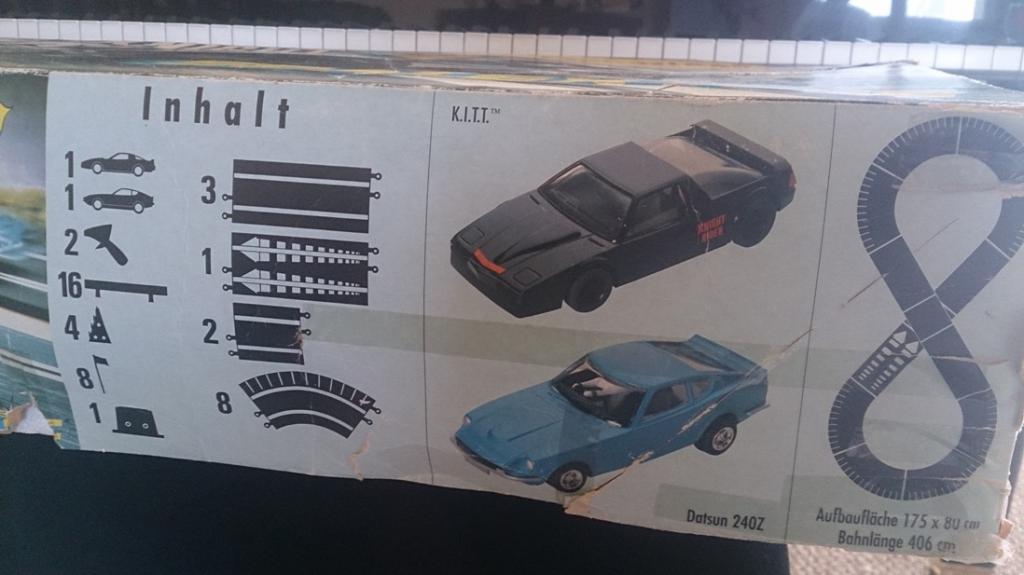 Inhalt
1
1
2
16
4
8
1
3
1
2
8
K.I.T.T.™
KNIGHT
RIDER
Datsun 240Z
Aufbaufläche 175 x 80 cm
Bahnlänge 406 cm